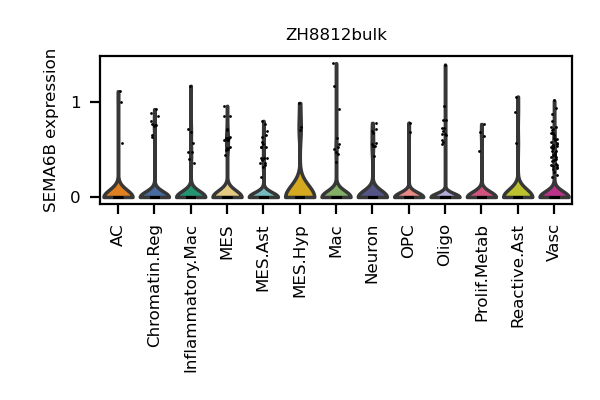 ZH8812bulk
SEMA6B expression
1
0
AC
Chromatin.Reg
Inflammatory.Mac
MES
MES.Ast
MES.Hyp
Mac
Neuron
OPC
Oligo
Prolif.Metab
Reactive.Ast
Vasc